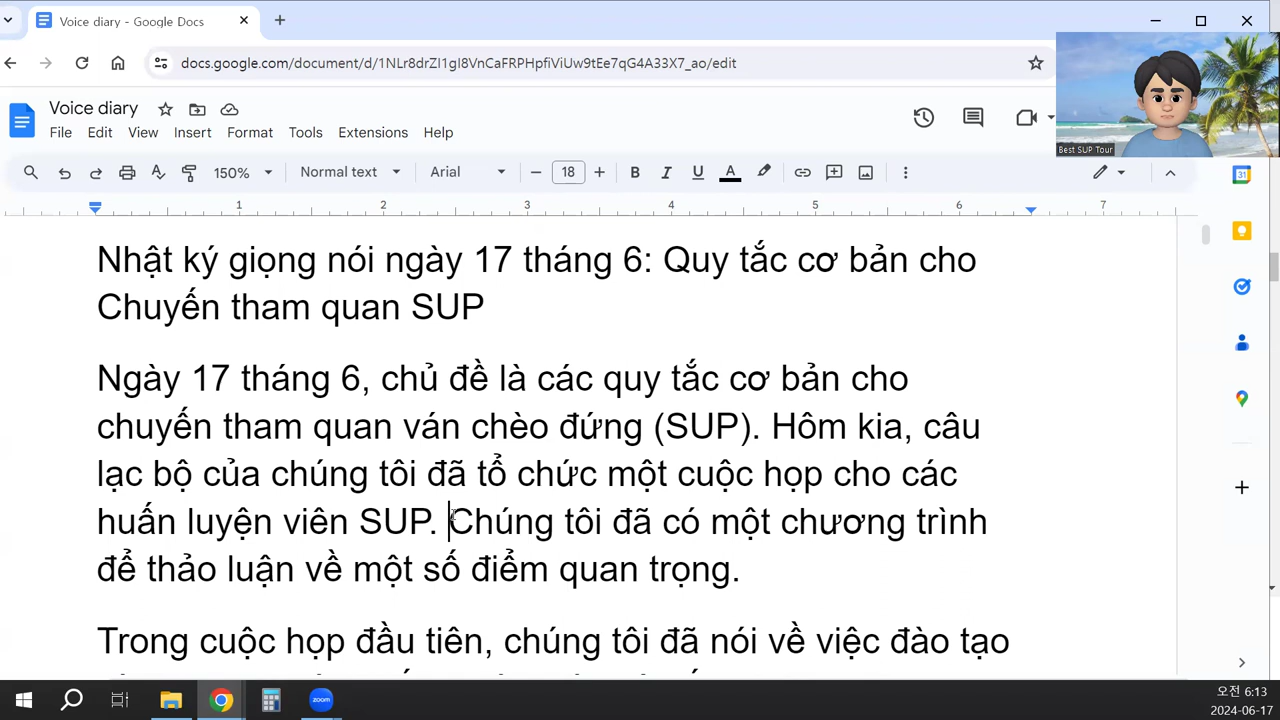 Voice diary - Google Docs
docs.google.com/document/d/1NLr8drZI1gI8VnCaFRPHpfiViUw9tEe7qG4A33X7_ao/edit
Voice diary
File Edit View Insert Format Tools Extensions Help
Best SUP Tour
150% Normal text Arial 18 B I U A
31
1 2 3 4 5 6 7
Nhật ký giọng nói ngày 17 tháng 6: Quy tắc cơ bản cho
Chuyến tham quan SUP
Ngày 17 tháng 6, chủ đề là các quy tắc cơ bản cho
chuyến tham quan ván chèo đứng (SUP). Hôm kia, câu
lạc bộ của chúng tôi đã tổ chức một cuộc họp cho các
huấn luyện viên SUP. Chúng tôi đã có một chương trình
để thảo luận về một số điểm quan trọng.
Trong cuộc họp đầu tiên, chúng tôi đã nói về việc đào tạo
zoom
오전 6:13
2024-06-17